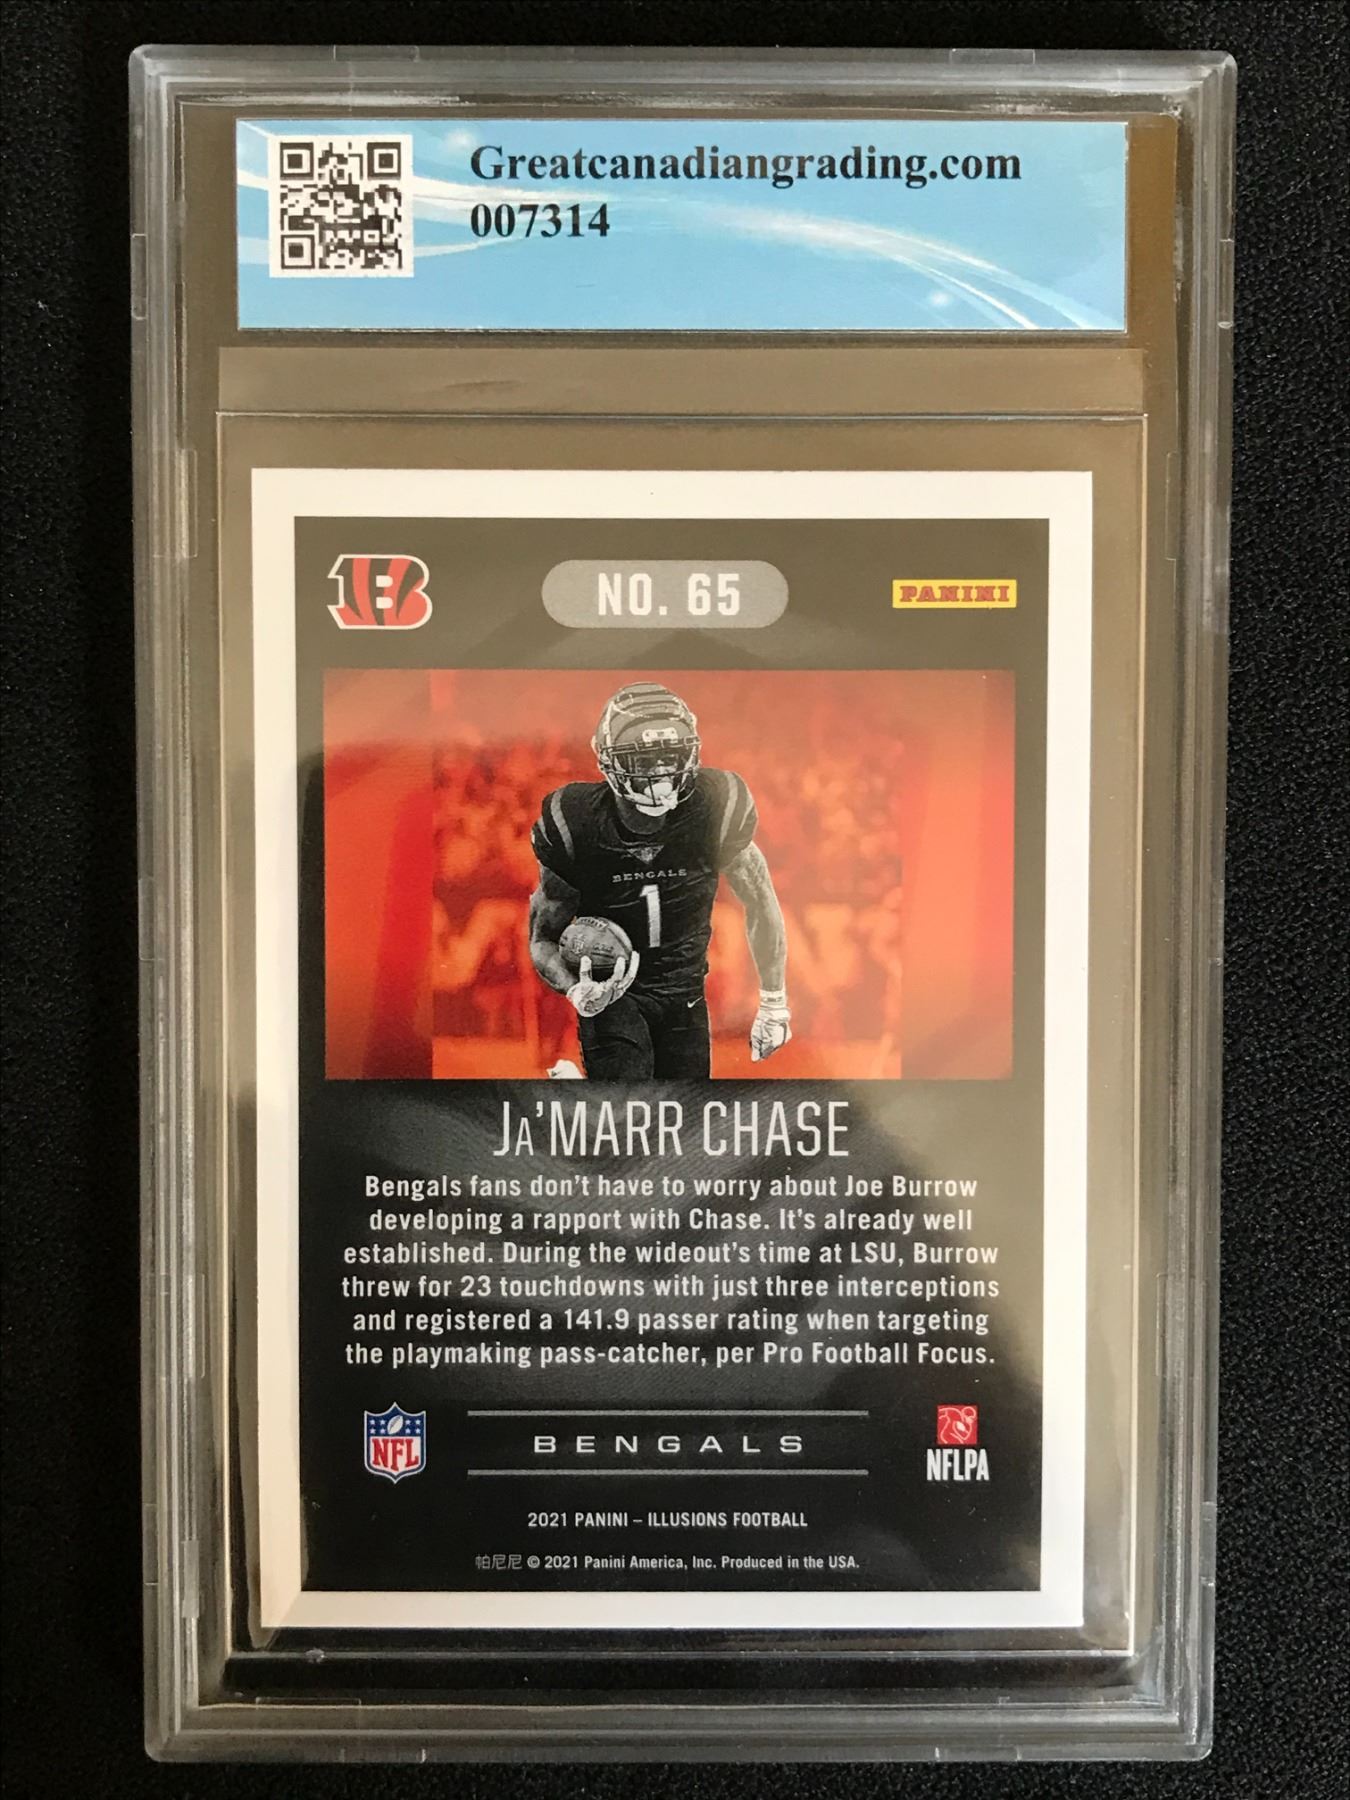 Greatcanadiangrading.com
007314
B
NO. 65
PANINI
BENGALS
1
JA'MARR CHASE
Bengals fans don't have to worry about Joe Burrow
developing a rapport with Chase. It's already well
established. During the wideout's time at LSU, Burrow
threw for 23 touchdowns with just three interceptions
and registered a 141.9 passer rating when targeting
the playmaking pass-catcher, per Pro Football Focus.
NFL
BENGALS
NFLPA
2021 PANINI – ILLUSIONS FOOTBALL
帕尼尼 © 2021 Panini America, Inc. Produced in the USA.